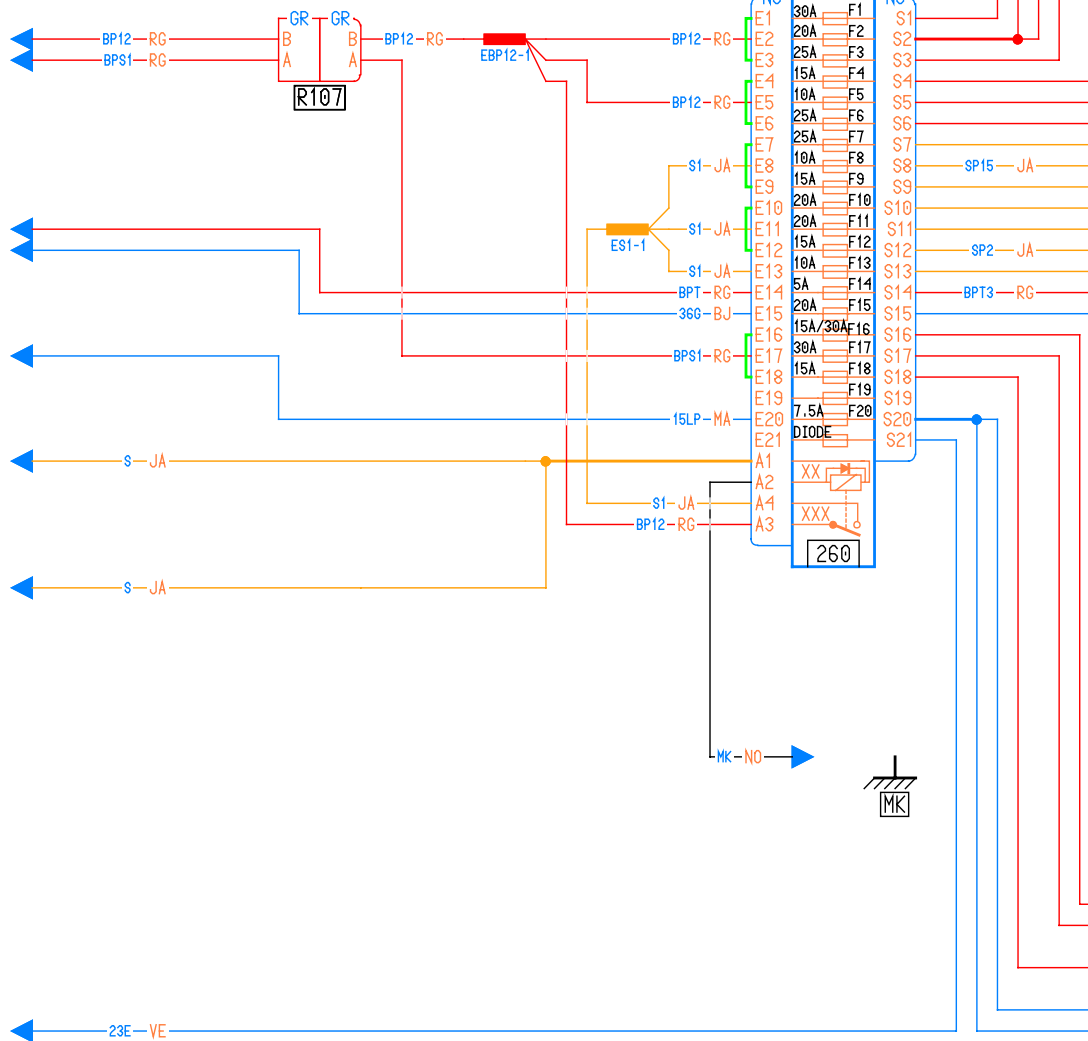 NO NO
E1 30A F1 S1
GR GR
BP12 RG B B BP12 RG BP12 RG E2 20A F2 S2
EBP12-1
BPS1 RG A A E3 25A F3 S3
E4 15A F4 S4
R107
BP12 RG E5 10A F5 S5
E6 25A F6 S6
E7 25A F7 S7
S1 JA E8 10A F8 S8 SP15 JA
E9 15A F9 S9
E10 20A F10 S10
S1 JA E11 20A F11 S11
ES1-1
E12 15A F12 S12 SP2 JA
S1 JA E13 10A F13 S13
BPT RG E14 5A F14 S14 BPT3 RG
36G BJ E15 20A F15 S15
E16 15A/30A F16 S16
BPS1 RG E17 30A F17 S17
E18 15A F18 S18
E19 F19 S19
15LP MA E20 7.5A F20 S20
E21 DIODE S21
S JA A1
XX
A2
S1 JA A4
XXX
BP12 RG A3
260
S JA
MK NO
MK
23E VE